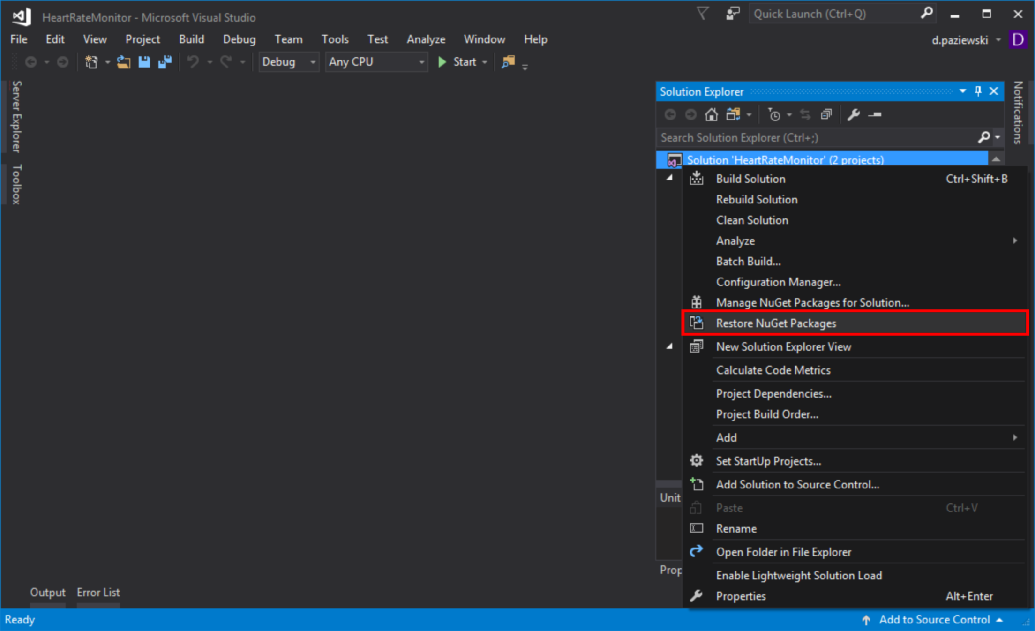 HeartRateMonitor - Microsoft Visual Studio
Quick Launch (Ctrl+Q)
File Edit View Project Build Debug Team Tools Test Analyze Window Help
d.paziewski
D
Debug
Any CPU
Start
Server Explorer
Toolbox
Solution Explorer
Notifications
Search Solution Explorer (Ctrl+;)
Solution 'HeartRateMonitor' (2 projects)
Build Solution Ctrl+Shift+B
Rebuild Solution
Clean Solution
Analyze
Batch Build...
Configuration Manager...
Manage NuGet Packages for Solution...
Restore NuGet Packages
New Solution Explorer View
Calculate Code Metrics
Project Dependencies...
Project Build Order...
Add
Set StartUp Projects...
Add Solution to Source Control...
Unit
Paste Ctrl+V
Rename
Open Folder in File Explorer
Prop
Enable Lightweight Solution Load
Properties Alt+Enter
Output Error List
Ready
Add to Source Control